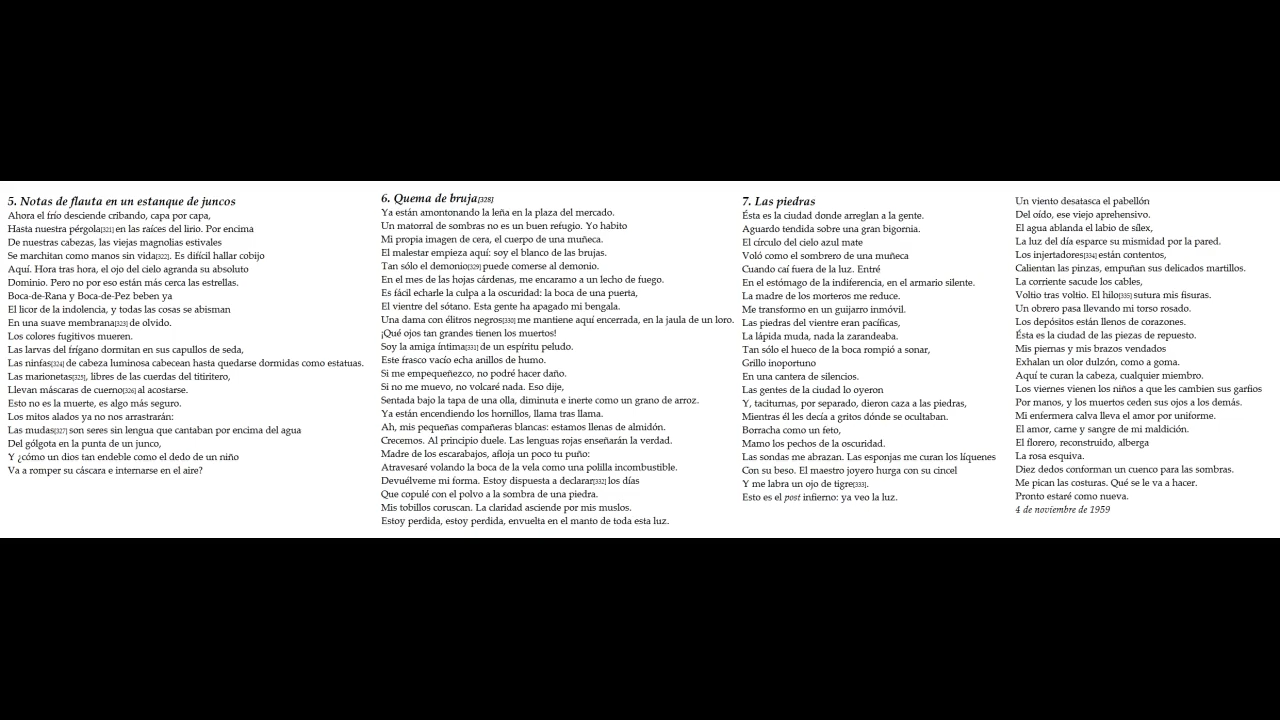 5. Notas de flauta en un estanque de juncos
Ahora el frío desciende cribando, capa por capa,
Hasta nuestra pérgola[321] en las raíces del lirio. Por encima
De nuestras cabezas, las viejas magnolias estivales
Se marchitan como manos sin vida[322]. Es difícil hallar cobijo
Aquí. Hora tras hora, el ojo del cielo agranda su absoluto
Dominio. Pero no por eso están más cerca las estrellas.
Boca-de-Rana y Boca-de-Pez beben ya
El licor de la indolencia, y todas las cosas se abisman
En una suave membrana[323] de olvido.
Los colores fugitivos mueren.
Las larvas del frígano dormitan en sus capullos de seda,
Las ninfas[324] de cabeza luminosa cabecean hasta quedarse dormidas como estatuas.
Las marionetas[325], libres de las cuerdas del titiritero,
Llevan máscaras de cuerno[326] al acostarse.
Esto no es la muerte, es algo más seguro.
Los mitos alados ya no nos arrastrarán:
Las mudas[327] son seres sin lengua que cantaban por encima del agua
Del gólgota en la punta de un junco,
Y ¿cómo un dios tan endeble como el dedo de un niño
Va a romper su cáscara e internarse en el aire?
6. Quema de bruja[328]
Ya están amontonando la leña en la plaza del mercado.
Un matorral de sombras no es un buen refugio. Yo habito
Mi propia imagen de cera, el cuerpo de una muñeca.
El malestar empieza aquí: soy el blanco de las brujas.
Tan sólo el demonio[329] puede comerse al demonio.
En el mes de las hojas cárdenas, me encaramo a un lecho de fuego.
Es fácil echarle la culpa a la oscuridad: la boca de una puerta,
El vientre del sótano. Esta gente ha apagado mi bengala.
Una dama con élitros negros[330] me mantiene aquí encerrada, en la jaula de un loro.
¡Qué ojos tan grandes tienen los muertos!
Soy la amiga íntima[331] de un espíritu peludo.
Este frasco vacío echa anillos de humo.
Si me empequeñezco, no podré hacer daño.
Si no me muevo, no volcaré nada. Eso dije,
Sentada bajo la tapa de una olla, diminuta e inerte como un grano de arroz.
Ya están encendiendo los hornillos, llama tras llama.
Ah, mis pequeñas compañeras blancas: estamos llenas de almidón.
Crecemos. Al principio duele. Las lenguas rojas enseñarán la verdad.
Madre de los escarabajos, afloja un poco tu puño:
Atravesaré volando la boca de la vela como una polilla incombustible.
Devuélveme mi forma. Estoy dispuesta a declarar[332] los días
Que copulé con el polvo a la sombra de una piedra.
Mis tobillos coruscan. La claridad asciende por mis muslos.
Estoy perdida, estoy perdida, envuelta en el manto de toda esta luz.
7. Las piedras
Ésta es la ciudad donde arreglan a la gente.
Aguardo tendida sobre una gran bigornia.
El círculo del cielo azul mate
Voló como el sombrero de una muñeca
Cuando caí fuera de la luz. Entré
En el estómago de la indiferencia, en el armario silente.
La madre de los morteros me reduce.
Me transformo en un guijarro inmóvil.
Las piedras del vientre eran pacíficas,
La lápida muda, nada la zarandeaba.
Tan sólo el hueco de la boca rompió a sonar,
Grillo inoportuno
En una cantera de silencios.
Las gentes de la ciudad lo oyeron
Y, taciturnas, por separado, dieron caza a las piedras,
Mientras él les decía a gritos dónde se ocultaban.
Borracha como un feto,
Mamo los pechos de la oscuridad.
Las sondas me abrazan. Las esponjas me curan los líquenes
Con su beso. El maestro joyero hurga con su cincel
Y me labra un ojo de tigre[333].
Esto es el post infierno: ya veo la luz.
Un viento desatasca el pabellón
Del oído, ese viejo aprehensivo.
El agua ablanda el labio de sílex,
La luz del día esparce su mismidad por la pared.
Los injertadores[334] están contentos,
Calientan las pinzas, empuñan sus delicados martillos.
La corriente sacude los cables,
Voltio tras voltio. El hilo[335] sutura mis fisuras.
Un obrero pasa llevando mi torso rosado.
Los depósitos están llenos de corazones.
Ésta es la ciudad de las piezas de repuesto.
Mis piernas y mis brazos vendados
Exhalan un olor dulzón, como a goma.
Aquí te curan la cabeza, cualquier miembro.
Los viernes vienen los niños a que les cambien sus garfios
Por manos, y los muertos ceden sus ojos a los demás.
Mi enfermera calva lleva el amor por uniforme.
El amor, carne y sangre de mi maldición.
El florero, reconstruido, alberga
La rosa esquiva.
Diez dedos conforman un cuenco para las sombras.
Me pican las costuras. Qué se le va a hacer.
Pronto estaré como nueva.
4 de noviembre de 1959